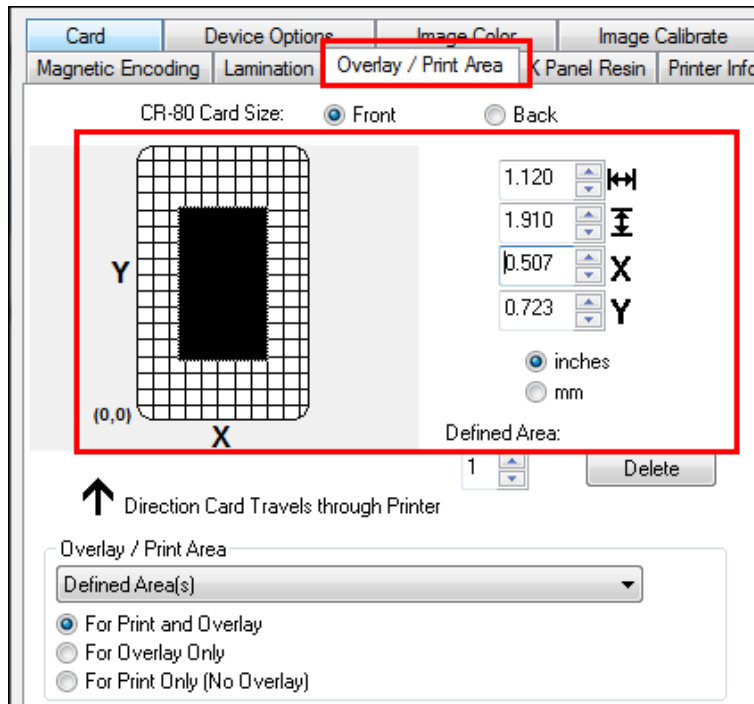 Card Device Options Image Color Image Calibrate
Magnetic Encoding Lamination Overlay / Print Area K Panel Resin Printer Info
CR-80 Card Size: Front Back
1.120
1.910
Y 0.507 X
0.723 Y
inches
mm
(0,0)
X
Defined Area:
1 Delete
Direction Card Travels through Printer
Overlay / Print Area
Defined Area(s)
For Print and Overlay
For Overlay Only
For Print Only (No Overlay)